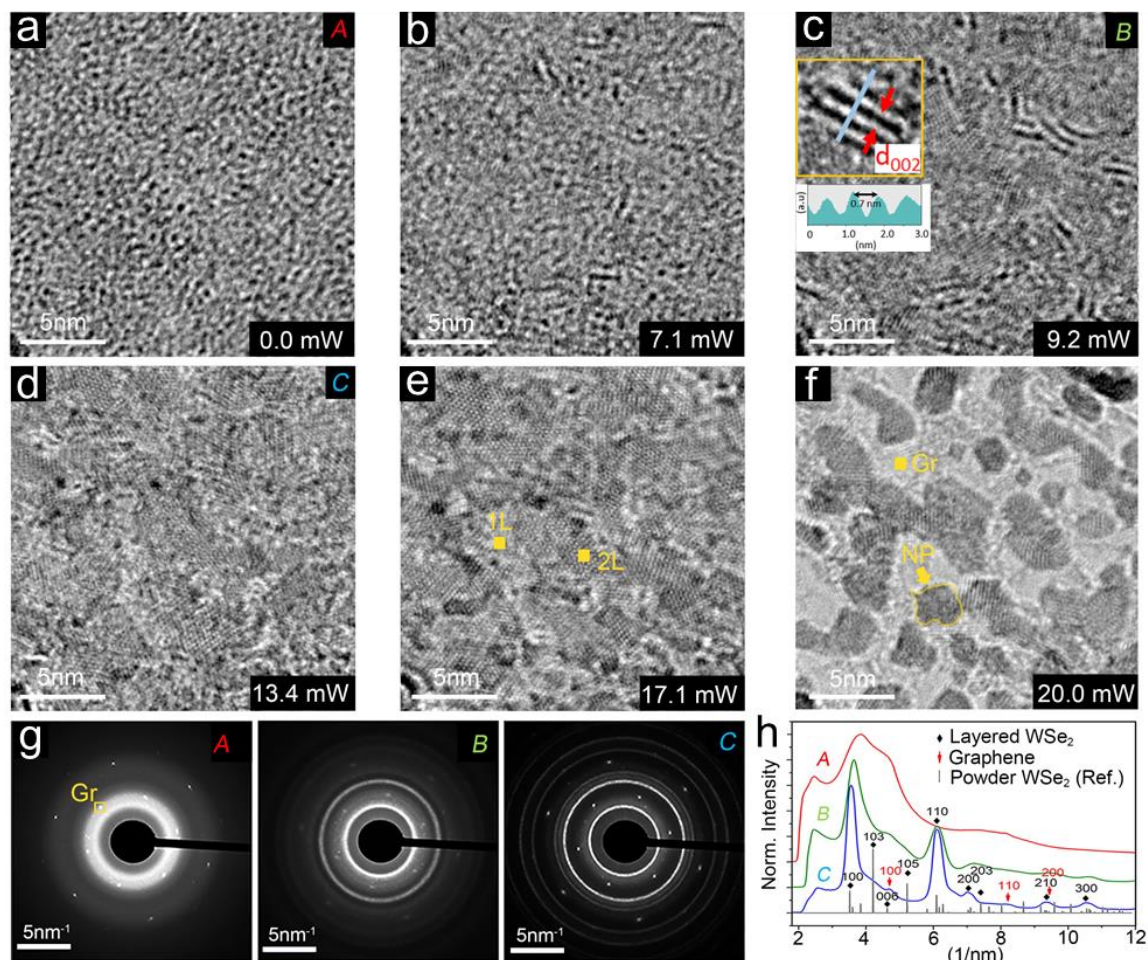 a
A
5nm
0.0 mW
b
5nm
7.1 mW
c
B
d002
0.7 nm
(a.u)
0 1.0 2.0 3.0
(nm)
5nm
9.2 mW
d
C
5nm
13.4 mW
e
1L
2L
5nm
17.1 mW
f
Gr
NP
5nm
20.0 mW
g
A
Gr
5nm⁻¹
B
5nm⁻¹
C
5nm⁻¹
h
Norm. Intensity
Layered WSe₂
Graphene
Powder WSe₂ (Ref.)
A
B
C
100
103
006
100
105
110
200
203
110
210
200
300
2 4 6 8 10 12
(1/nm)